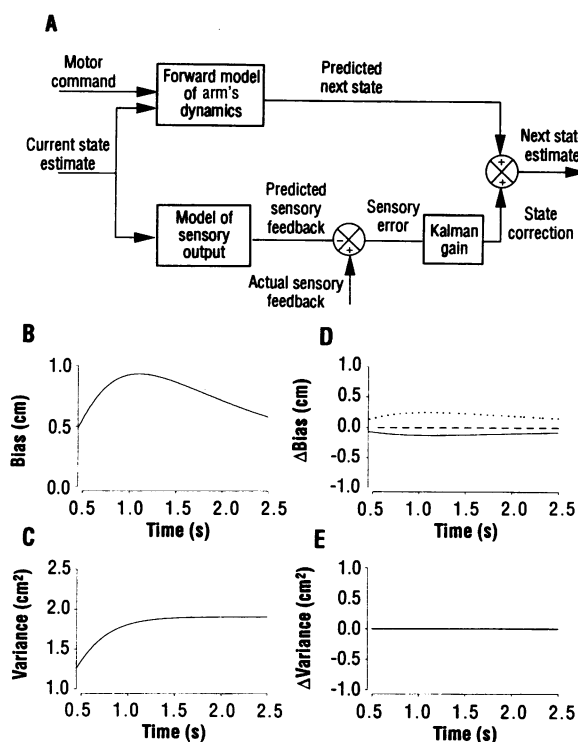 A
Motor
command
Forward model
of arm's
dynamics
Predicted
next state
Current state
estimate
Next state
estimate
Model of
sensory
output
Predicted
sensory
feedback
Sensory
error
Kalman
gain
State
correction
Actual sensory
feedback
+
+
-
+
B
Bias (cm)
1.0
0.5
0.0
0.5 1.0 1.5 2.0 2.5
Time (s)
D
ΔBias (cm)
1.0
0.5
0.0
-0.5
-1.0
0.5 1.0 1.5 2.0 2.5
Time (s)
C
Variance (cm²)
2.5
2.0
1.5
1.0
0.5 1.0 1.5 2.0 2.5
Time (s)
E
ΔVariance (cm²)
1.0
0.5
0.0
-0.5
-1.0
0.5 1.0 1.5 2.0 2.5
Time (s)